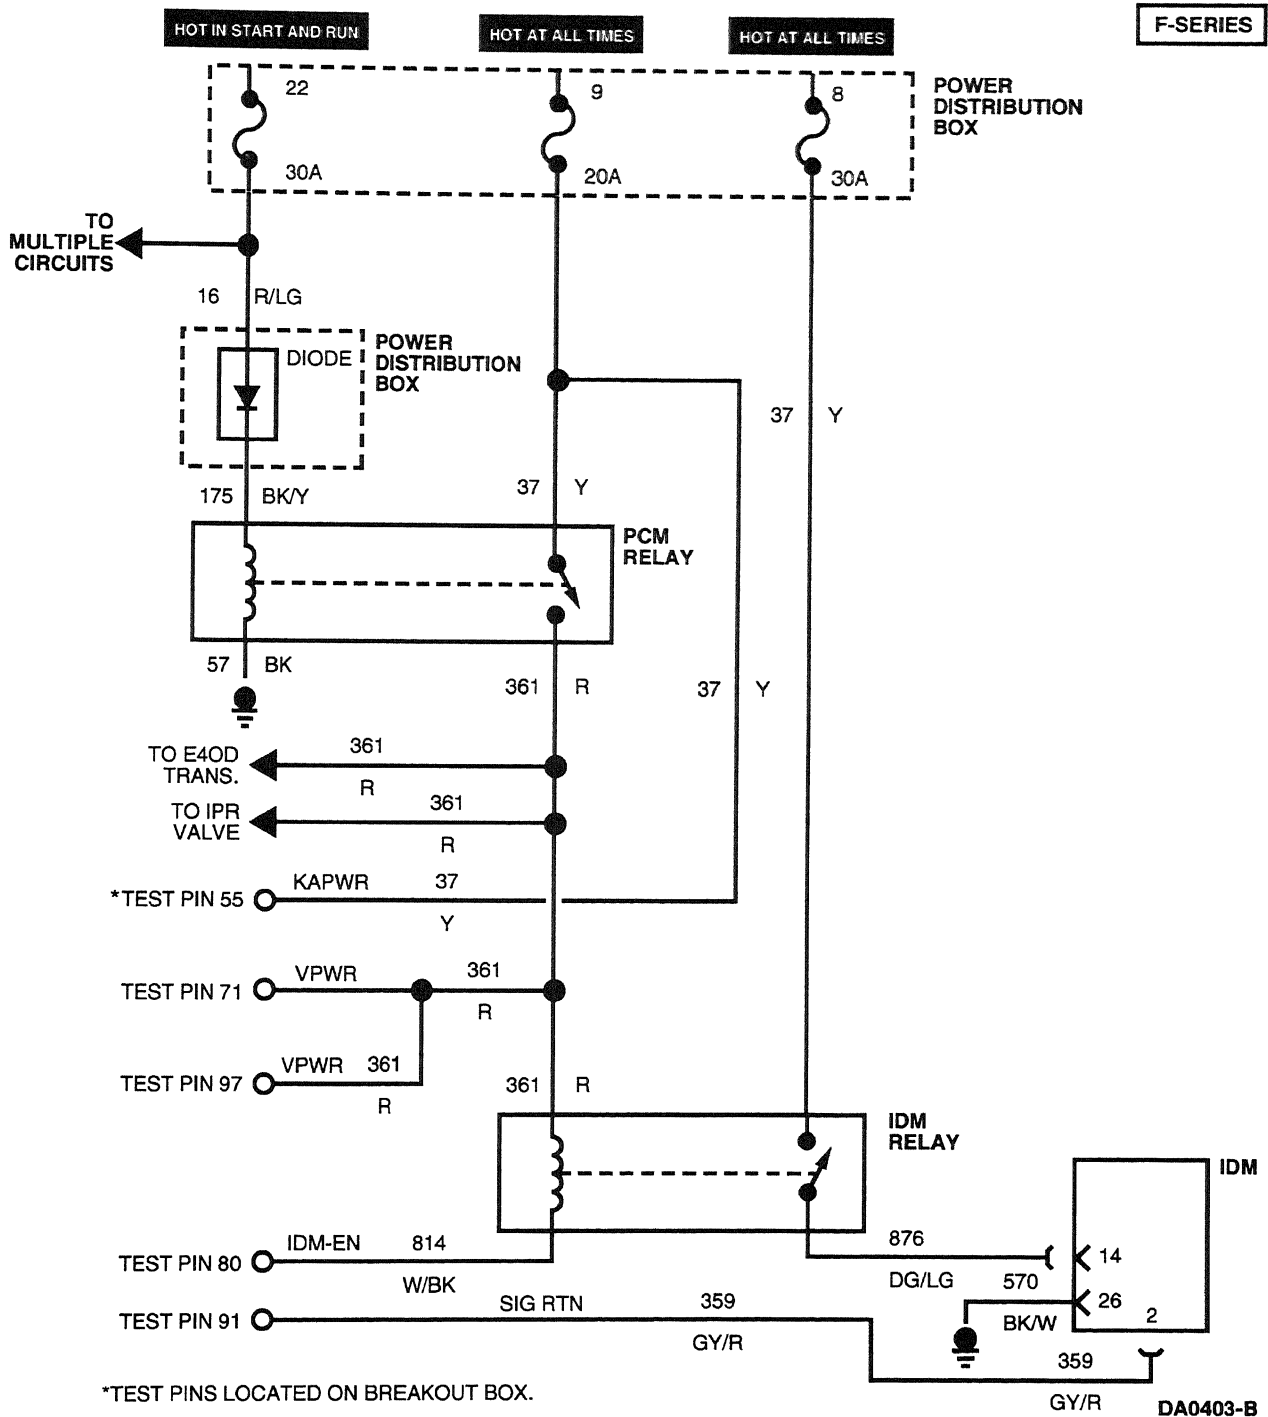 HOT IN START AND RUN
HOT AT ALL TIMES
HOT AT ALL TIMES
F-SERIES
22
9
8
POWER
DISTRIBUTION
BOX
30A
20A
30A
TO
MULTIPLE
CIRCUITS
16
R/LG
DIODE
POWER
DISTRIBUTION
BOX
37
Y
175
BK/Y
37
Y
PCM
RELAY
57
BK
361
R
37
Y
TO E4OD
TRANS.
361
R
TO IPR
VALVE
361
R
*TEST PIN 55
KAPWR
37
Y
TEST PIN 71
VPWR
361
R
TEST PIN 97
VPWR
361
R
361
R
IDM
RELAY
IDM
TEST PIN 80
IDM-EN
814
W/BK
876
DG/LG
14
570
BK/W
26
2
TEST PIN 91
SIG RTN
359
GY/R
359
GY/R
*TEST PINS LOCATED ON BREAKOUT BOX.
DA0403-B